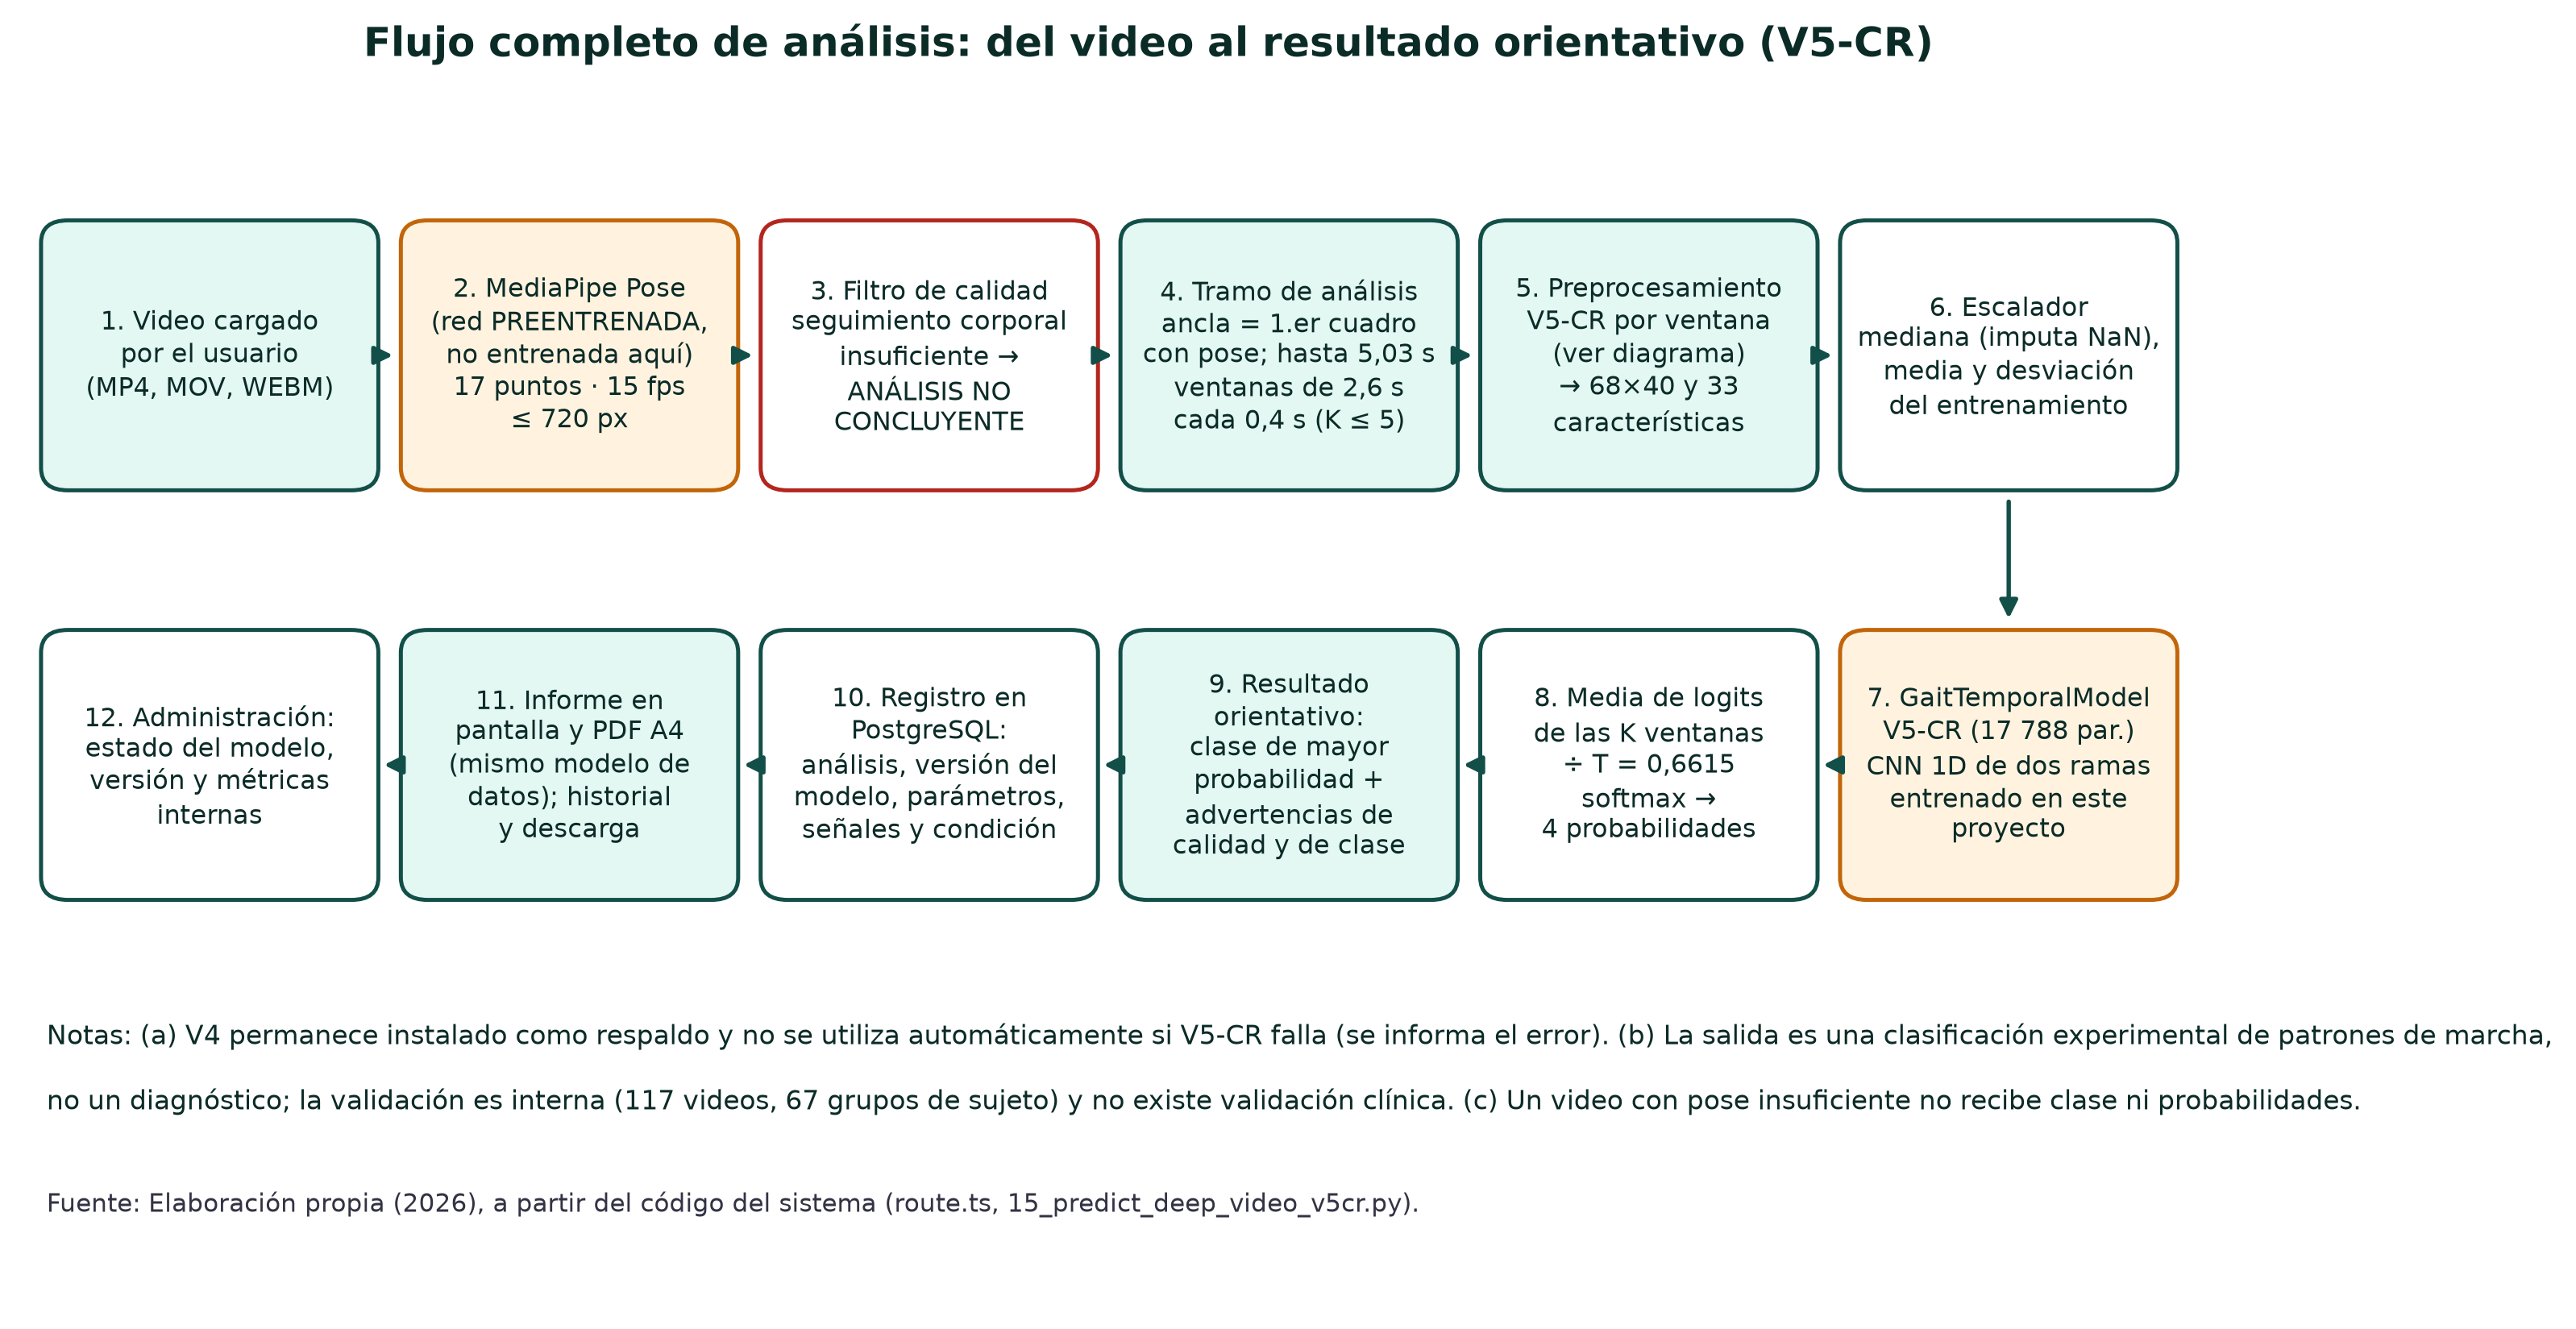 Flujo completo de análisis: del video al resultado orientativo (V5-CR)
1. Video cargado
por el usuario
(MP4, MOV, WEBM)
2. MediaPipe Pose
(red PREENTRENADA,
no entrenada aquí)
17 puntos · 15 fps
≤ 720 px
3. Filtro de calidad
seguimiento corporal
insuficiente →
ANÁLISIS NO
CONCLUYENTE
4. Tramo de análisis
ancla = 1.er cuadro
con pose; hasta 5,03 s
ventanas de 2,6 s
cada 0,4 s (K ≤ 5)
5. Preprocesamiento
V5-CR por ventana
(ver diagrama)
→ 68×40 y 33
características
6. Escalador
mediana (imputa NaN),
media y desviación
del entrenamiento
7. GaitTemporalModel
V5-CR (17 788 par.)
CNN 1D de dos ramas
entrenado en este
proyecto
8. Media de logits
de las K ventanas
÷ T = 0,6615
softmax →
4 probabilidades
9. Resultado
orientativo:
clase de mayor
probabilidad +
advertencias de
calidad y de clase
10. Registro en
PostgreSQL:
análisis, versión del
modelo, parámetros,
señales y condición
11. Informe en
pantalla y PDF A4
(mismo modelo de
datos); historial
y descarga
12. Administración:
estado del modelo,
versión y métricas
internas
Notas: (a) V4 permanece instalado como respaldo y no se utiliza automáticamente si V5-CR falla (se informa el error). (b) La salida es una clasificación experimental de patrones de marcha,
no un diagnóstico; la validación es interna (117 videos, 67 grupos de sujeto) y no existe validación clínica. (c) Un video con pose insuficiente no recibe clase ni probabilidades.
Fuente: Elaboración propia (2026), a partir del código del sistema (route.ts, 15_predict_deep_video_v5cr.py).